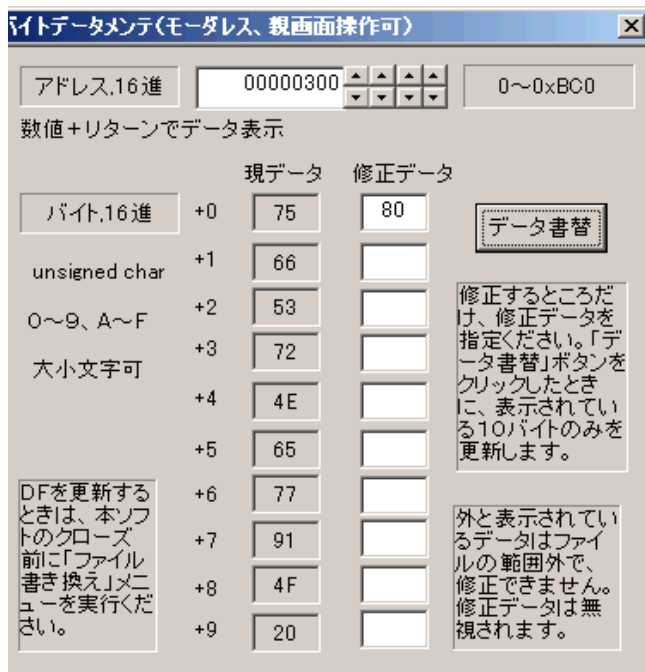 バイトデータメンテ(モーダレス、親画面操作可)
アドレス,16進
00000300
0～0xBC0
数値+リターンでデータ表示
現データ 修正データ
バイト,16進 +0 75 80
データ書替
unsigned char
0～9、A～F
大小文字可
+1 66
+2 53
+3 72
+4 4E
+5 65
+6 77
+7 91
+8 4F
+9 20
修正するところだ
け、修正データを
指定ください。「デ
ータ書替」ボタンを
クリックしたとき
に、表示されてい
る10バイトのみを
更新します。
DFを更新する
ときは、本ソフ
トのクローズ
前に「ファイル
書き換え」メニ
ューを実行くだ
さい。
外と表示されてい
るデータはファイ
ルの範囲外で、
修正できません。
修正データは無
視されます。